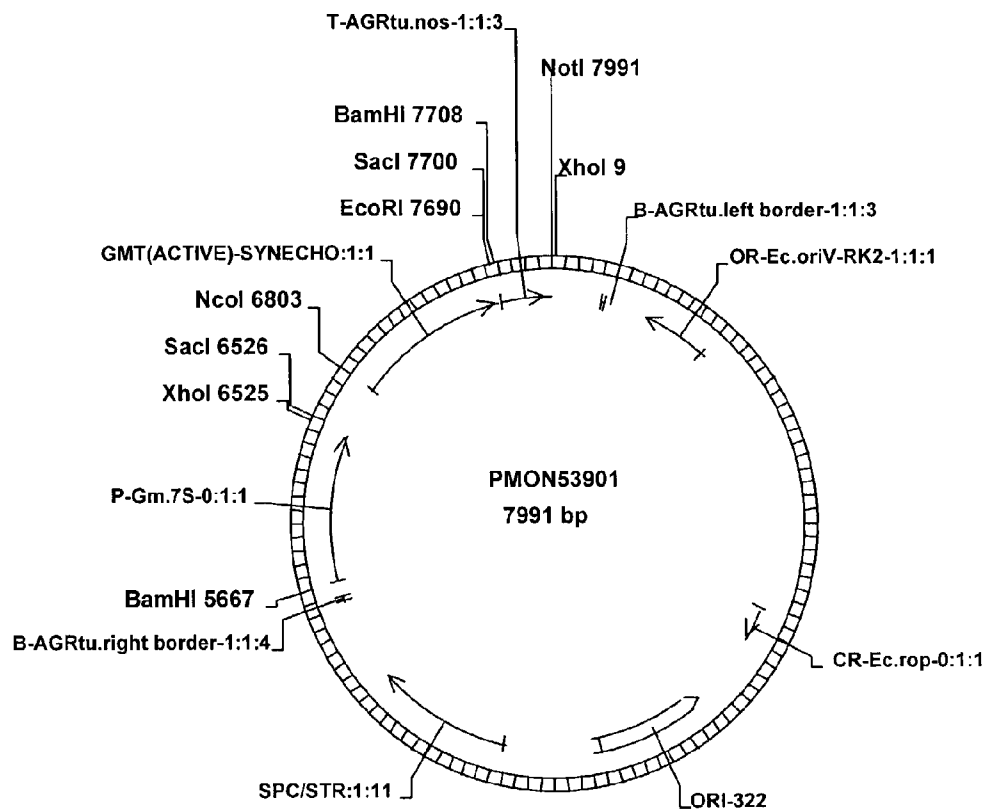 T-AGRtu.nos-1:1:3
NotI 7991
BamHI 7708
SacI 7700
XhoI 9
EcoRI 7690
B-AGRtu.left border-1:1:3
GMT(ACTIVE)-SYNECHO:1:1
OR-Ec.oriV-RK2-1:1:1
NcoI 6803
SacI 6526
XhoI 6525
PMON53901
7991 bp
P-Gm.7S-0:1:1
BamHI 5667
B-AGRtu.right border-1:1:4
CR-Ec.rop-0:1:1
SPC/STR:1:11
ORI-322